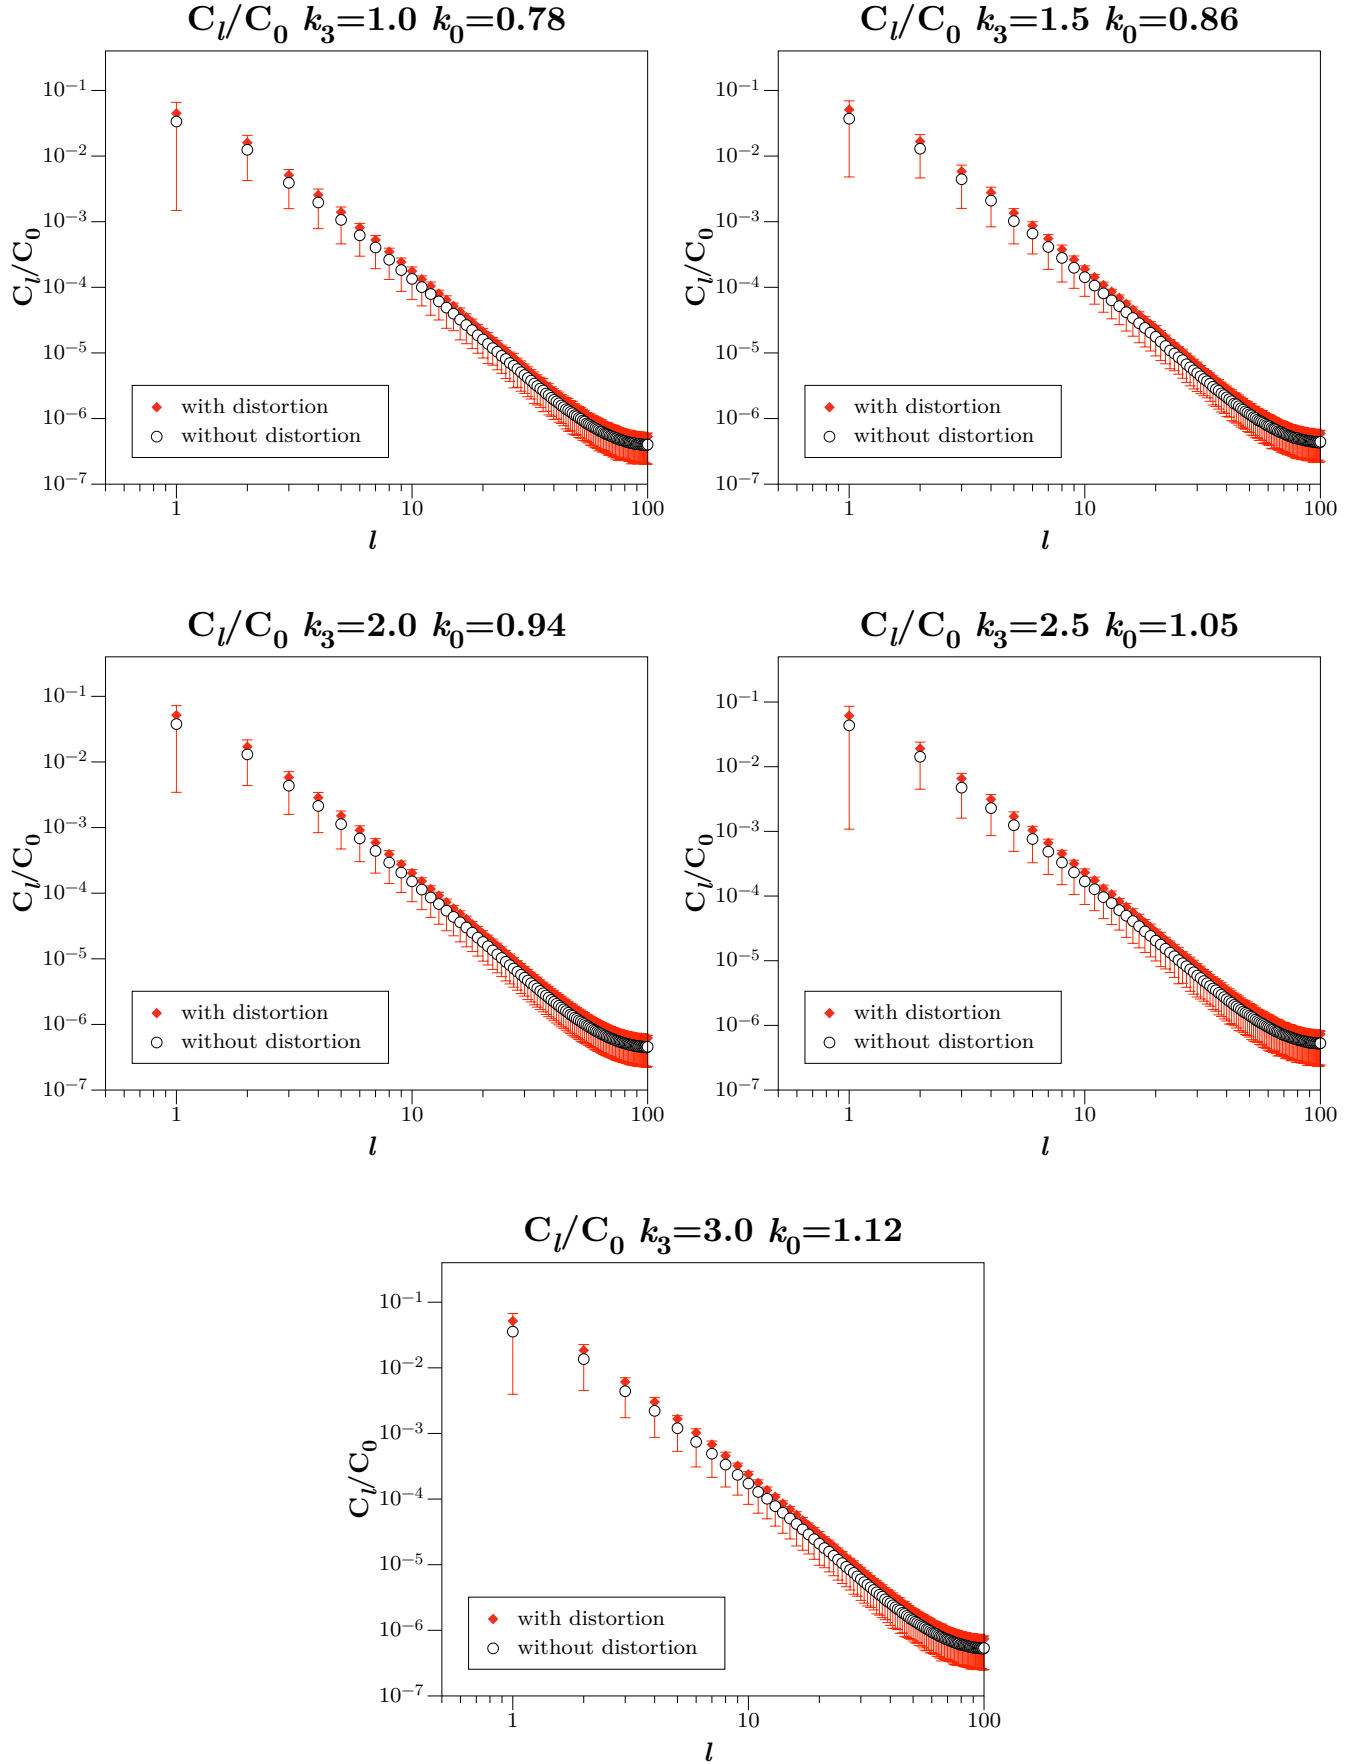 C_l/C_0 k_3=1.0 k_0=0.78
C_l/C_0
10^−1
10^−2
10^−3
10^−4
10^−5
10^−6
10^−7
with distortion
without distortion
1 10 100
l
C_l/C_0 k_3=1.5 k_0=0.86
C_l/C_0
10^−1
10^−2
10^−3
10^−4
10^−5
10^−6
10^−7
with distortion
without distortion
1 10 100
l
C_l/C_0 k_3=2.0 k_0=0.94
C_l/C_0
10^−1
10^−2
10^−3
10^−4
10^−5
10^−6
10^−7
with distortion
without distortion
1 10 100
l
C_l/C_0 k_3=2.5 k_0=1.05
C_l/C_0
10^−1
10^−2
10^−3
10^−4
10^−5
10^−6
10^−7
with distortion
without distortion
1 10 100
l
C_l/C_0 k_3=3.0 k_0=1.12
C_l/C_0
10^−1
10^−2
10^−3
10^−4
10^−5
10^−6
10^−7
with distortion
without distortion
1 10 100
l